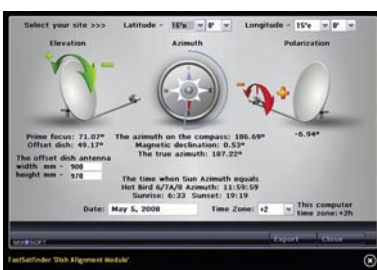 Select your site >>> Latitude - 15°n 0° Longitude - 15°e 0°
Elevation Azimuth Polarization
Prime focus: 71.07°
Offset dish: 49.17°
The offset dish antenna
width mm - 900
height mm - 970
The azimuth on the compass: 186.69°
Magnetic declination: 0.53°
The true azimuth: 187.22°
-6.94°
The time when Sun Azimuth equals
Hot Bird 6/7A/8 Azimuth: 11:59:59
Sunrise: 6:33 Sunset: 19:19
Date: May 5, 2008 Time Zone: +2 This computer
time zone:+2h
Export Close
FastSatfinder 'Dish Alignment Module'